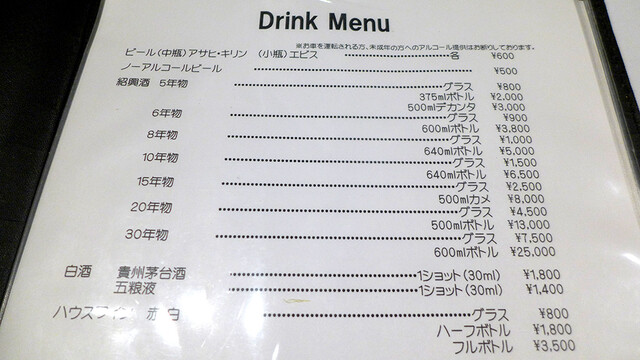 Drink Menu
※お車を運転される方、未成年の方へのアルコール提供はお断りしております。
ビール(中瓶)アサヒ・キリン (小瓶)エビス 各 ¥600
ノーアルコールビール ¥500
紹興酒 5年物 グラス ¥800
375mlボトル ¥2,000
500mlデカンタ ¥3,000
6年物 グラス ¥900
600mlボトル ¥3,800
8年物 グラス ¥1,000
640mlボトル ¥5,000
10年物 グラス ¥1,500
640mlボトル ¥6,500
15年物 グラス ¥2,500
500mlカメ ¥8,000
20年物 グラス ¥4,500
500mlボトル ¥13,000
30年物 グラス ¥7,500
600mlボトル ¥25,000
白酒 貴州茅台酒 1ショット(30ml) ¥1,800
五粮液 1ショット(30ml) ¥1,400
ハウスワイン 赤 白 グラス ¥800
ハーフボトル ¥1,800
フルボトル ¥3,500